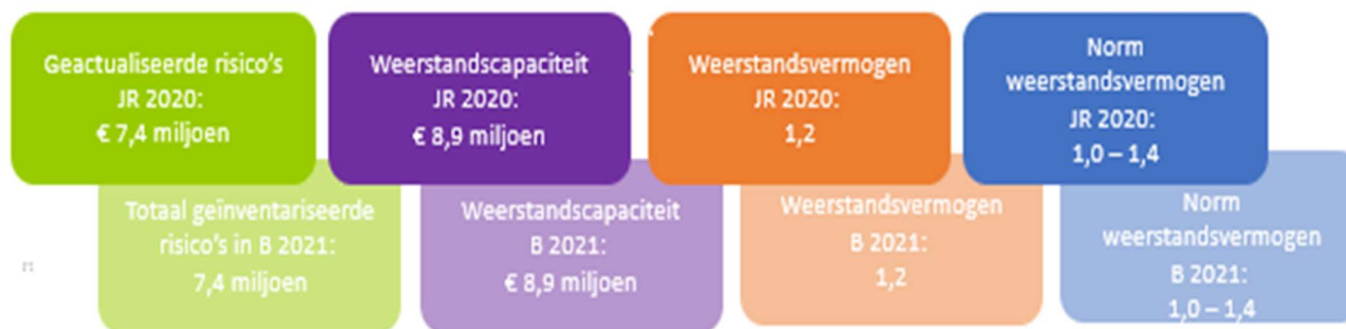 Geactualiseerde risico's
JR 2020:
€ 7,4 miljoen
Weerstandscapaciteit
JR 2020:
€ 8,9 miljoen
Weerstandsvermogen
JR 2020:
1,2
Norm
weerstandsvermogen
JR 2020:
1,0 – 1,4
Totaal geïnventariseerde
risico's in B 2021:
7,4 miljoen
Weerstandscapaciteit
B 2021:
€ 8,9 miljoen
Weerstandsvermogen
B 2021:
1,2
Norm
weerstandsvermogen
B 2021:
1,0 – 1,4